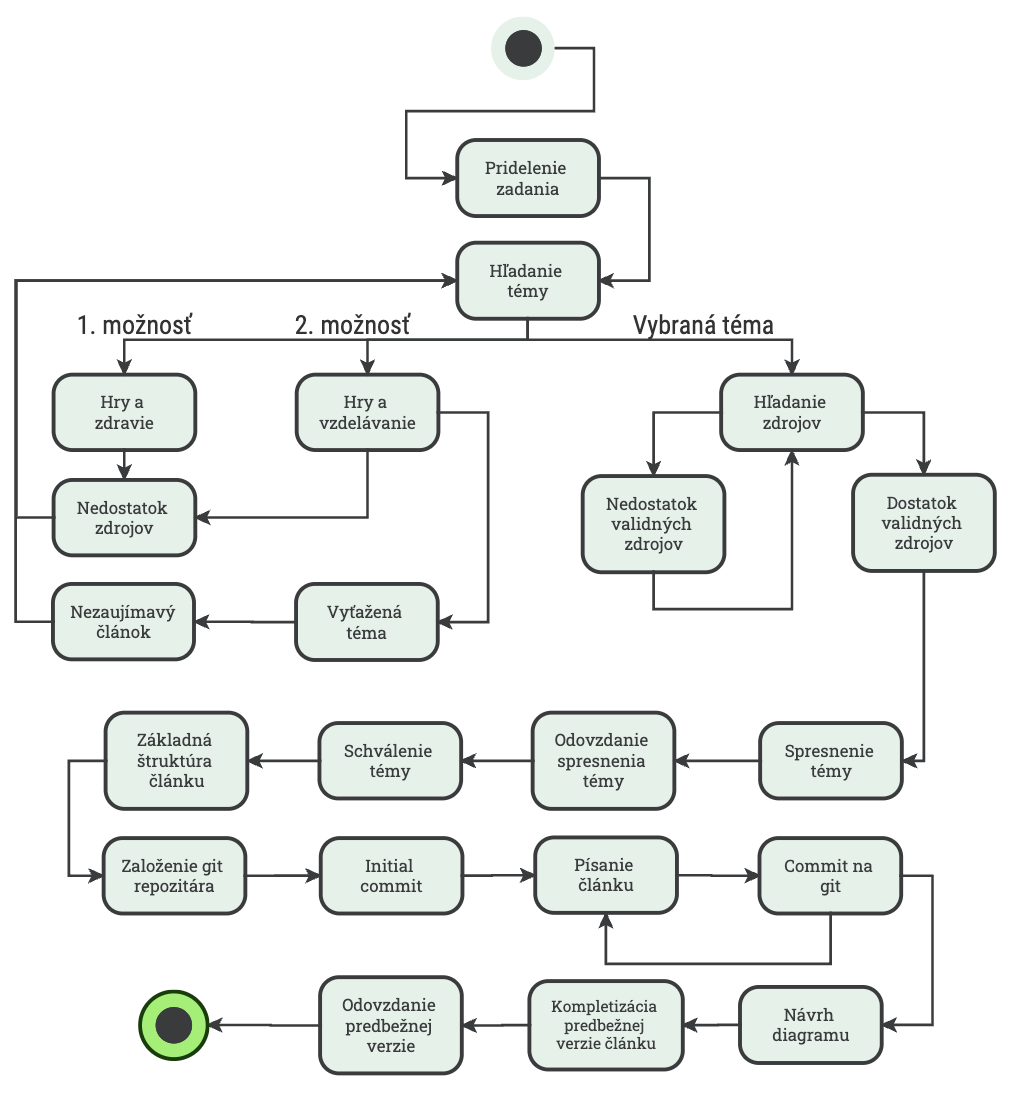 Pridelenie
zadania
Hľadanie
témy
1. možnosť
2. možnosť
Vybraná téma
Hry a
zdravie
Hry a
vzdelávanie
Hľadanie
zdrojov
Nedostatok
zdrojov
Nedostatok
validných
zdrojov
Dostatok
validných
zdrojov
Nezaujímavý
článok
Vyťažená
téma
Základná
štruktúra
článku
Schválenie
témy
Odovzdanie
spresnenia
témy
Spresnenie
témy
Založenie git
repozitára
Initial
commit
Písanie
článku
Commit na
git
Odovzdanie
predbežnej
verzie
Kompletizácia
predbežnej
verzie článku
Návrh
diagramu